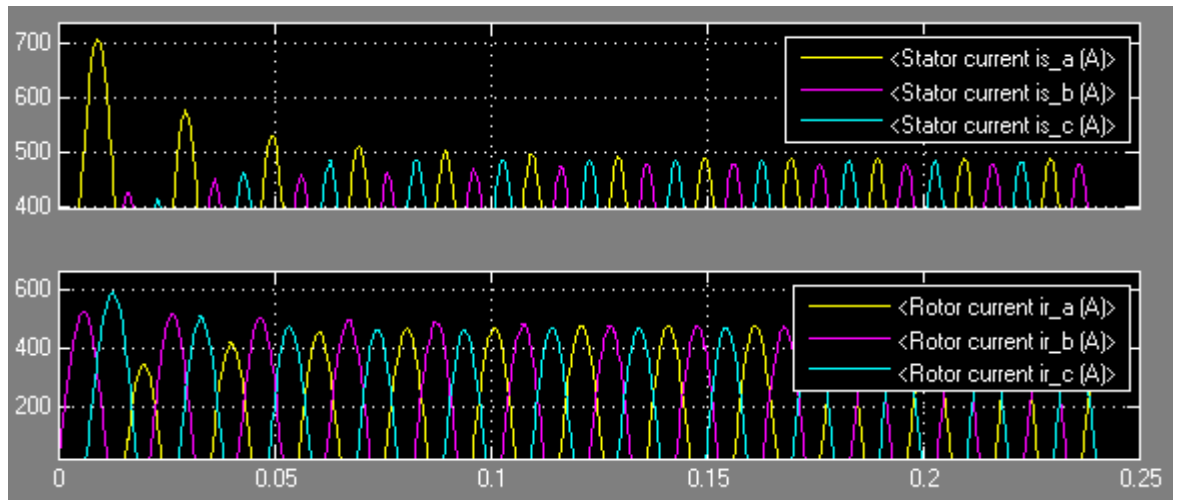 700
600
500
400
<Stator current is_a (A)>
<Stator current is_b (A)>
<Stator current is_c (A)>
600
400
200
<Rotor current ir_a (A)>
<Rotor current ir_b (A)>
<Rotor current ir_c (A)>
0 0.05 0.1 0.15 0.2 0.25